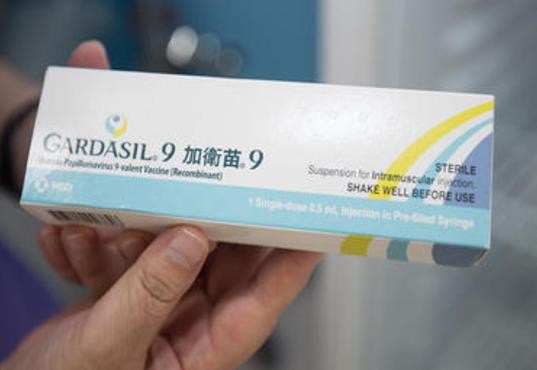 GARDASIL® 9 加衛苗® 9
Human Papillomavirus 9-valent Vaccine (Recombinant)
MSD
STERILE
Suspension for Intramuscular injection.
SHAKE WELL BEFORE USE
1 Single-dose 0.5 mL Injection in Pre-filled Syringe